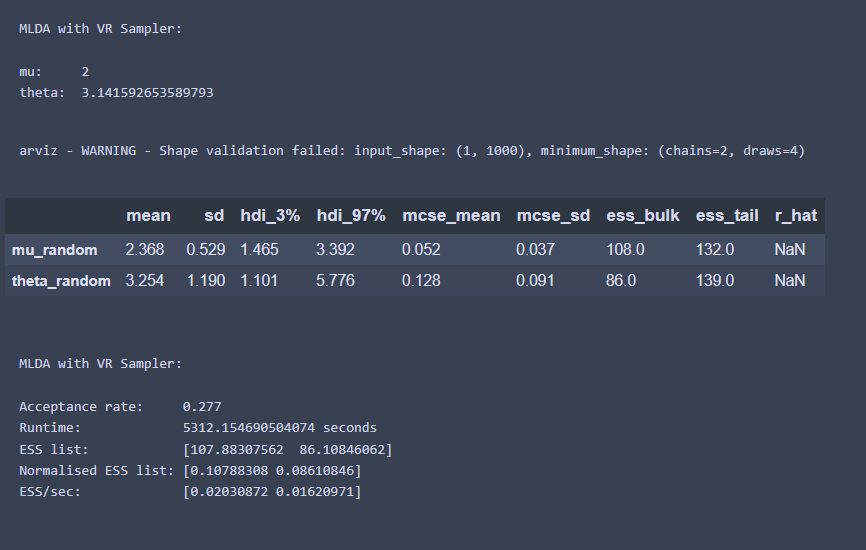 MLDA with VR Sampler:
mu: 2
theta: 3.141592653589793
arviz - WARNING - Shape validation failed: input_shape: (1, 1000), minimum_shape: (chains=2, draws=4)
mean sd hdi_3% hdi_97% mcse_mean mcse_sd ess_bulk ess_tail r_hat
mu_random 2.368 0.529 1.465 3.392 0.052 0.037 108.0 132.0 NaN
theta_random 3.254 1.190 1.101 5.776 0.128 0.091 86.0 139.0 NaN
MLDA with VR Sampler:
Acceptance rate: 0.277
Runtime: 5312.154690504074 seconds
ESS list: [107.88307562 86.10846062]
Normalised ESS list: [0.10788308 0.08610846]
ESS/sec: [0.02030872 0.01620971]